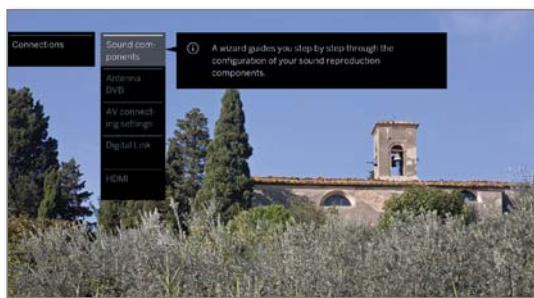 Connections
Sound com-
ponents
Antenna
DVB
AV connect-
ing settings
Digital Link
HDMI
A wizard guides you step by step through the
configuration of your sound reproduction
components.